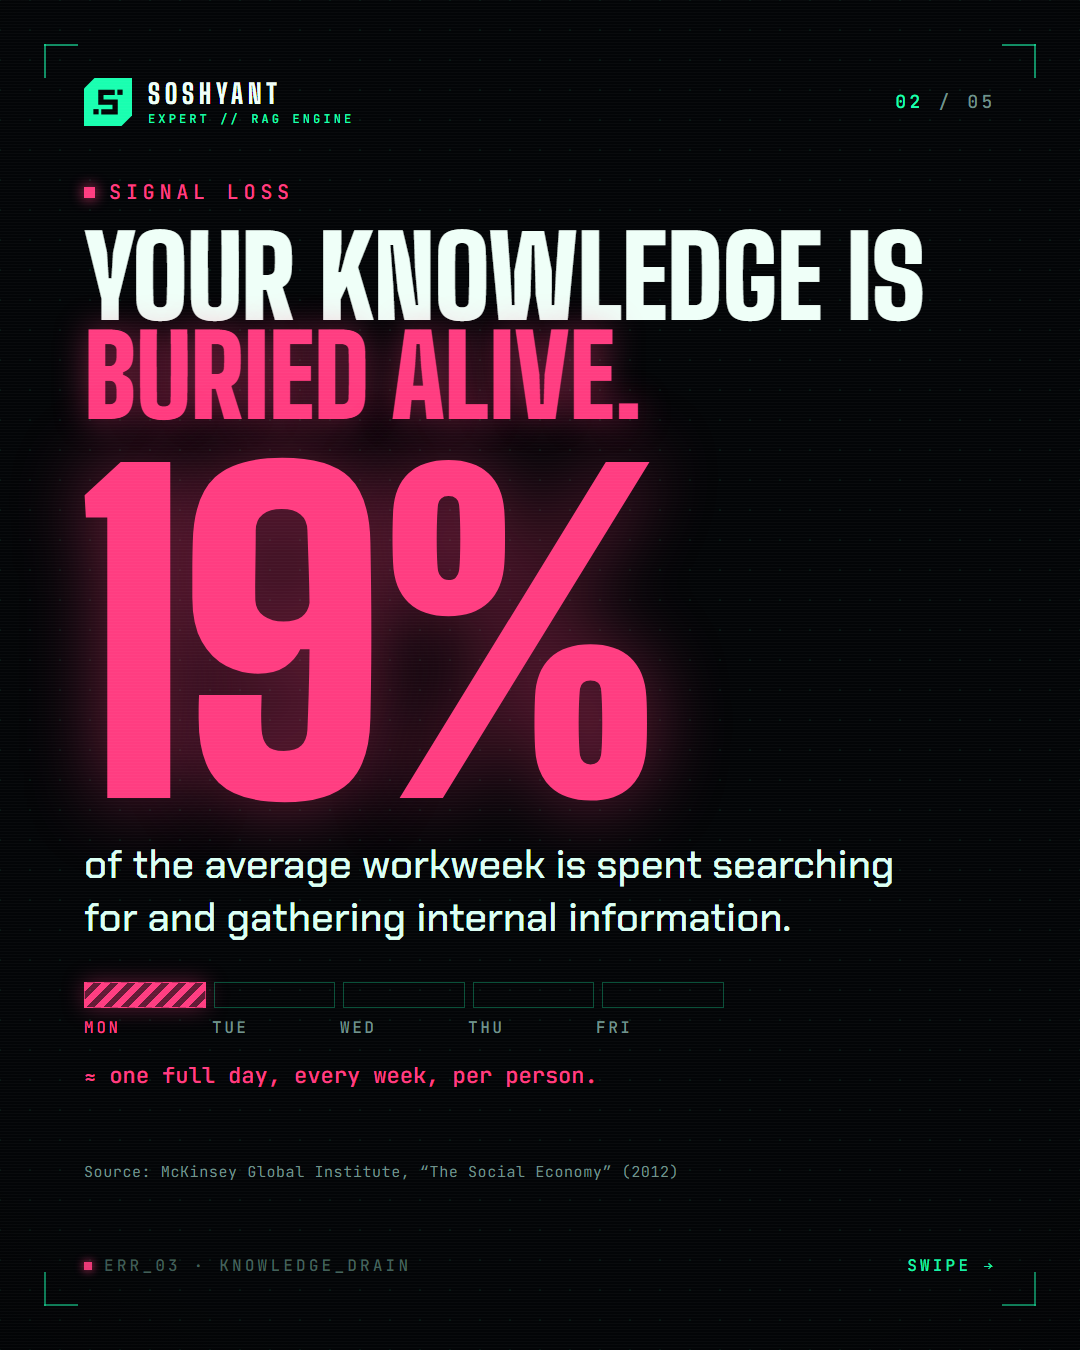 SOSHYANT
EXPERT // RAG ENGINE
02 / 05
SIGNAL LOSS
YOUR KNOWLEDGE IS
BURIED ALIVE.
19%
of the average workweek is spent searching
for and gathering internal information.
MON TUE WED THU FRI
≈ one full day, every week, per person.
Source: McKinsey Global Institute, “The Social Economy” (2012)
ERR_03 · KNOWLEDGE_DRAIN
SWIPE →